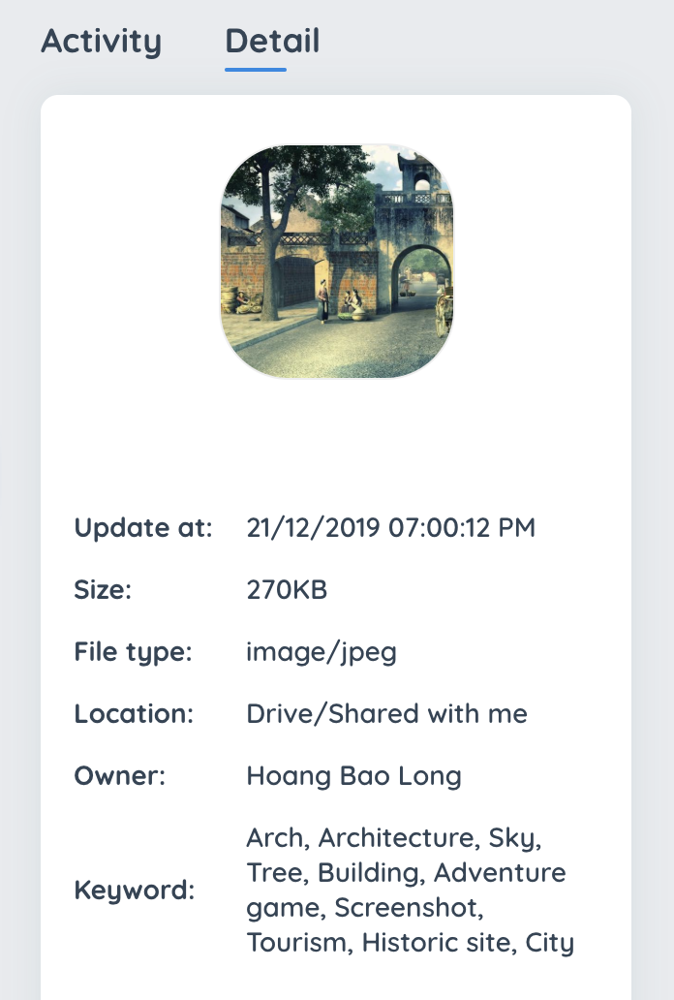 Activity Detail
Update at: 21/12/2019 07:00:12 PM
Size: 270KB
File type: image/jpeg
Location: Drive/Shared with me
Owner: Hoang Bao Long
Keyword: Arch, Architecture, Sky,
Tree, Building, Adventure
game, Screenshot,
Tourism, Historic site, City